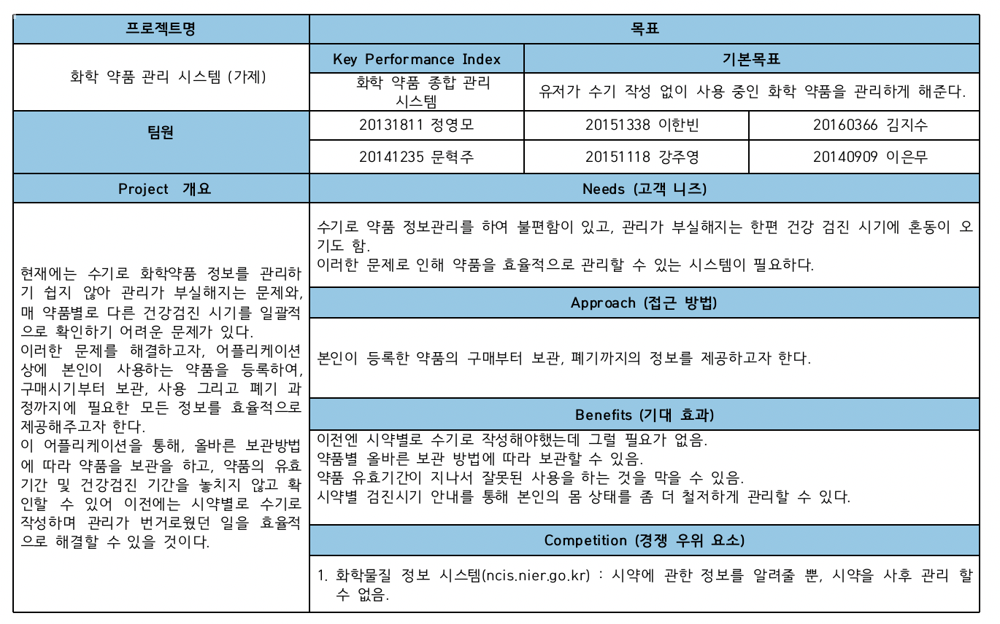 프로젝트명
목표
화학 약품 관리 시스템 (가제)
Key Performance Index
기본목표
화학 약품 종합 관리
시스템
유저가 수기 작성 없이 사용 중인 화학 약품을 관리하게 해준다.
팀원
20131811 정영모
20151338 이한빈
20160366 김지수
20141235 문혁주
20151118 강주영
20140909 이은무
Project 개요
Needs (고객 니즈)
현재에는 수기로 화학약품 정보를 관리하
기 쉽지 않아 관리가 부실해지는 문제와,
매 약품별로 다른 건강검진 시기를 일괄적
으로 확인하기 어려운 문제가 있다.
이러한 문제를 해결하고자, 어플리케이션
상에 본인이 사용하는 약품을 등록하여,
구매시기부터 보관, 사용 그리고 폐기 과
정까지에 필요한 모든 정보를 효율적으로
제공해주고자 한다.
이 어플리케이션을 통해, 올바른 보관방법
에 따라 약품을 보관을 하고, 약품의 유효
기간 및 건강검진 기간을 놓치지 않고 확
인할 수 있어 이전에는 시약별로 수기로
작성하며 관리가 번거로웠던 일을 효율적
으로 해결할 수 있을 것이다.
수기로 약품 정보관리를 하여 불편함이 있고, 관리가 부실해지는 한편 건강 검진 시기에 혼동이 오
기도 함.
이러한 문제로 인해 약품을 효율적으로 관리할 수 있는 시스템이 필요하다.
Approach (접근 방법)
본인이 등록한 약품의 구매부터 보관, 폐기까지의 정보를 제공하고자 한다.
Benefits (기대 효과)
이전엔 시약별로 수기로 작성해야했는데 그럴 필요가 없음.
약품별 올바른 보관 방법에 따라 보관할 수 있음.
약품 유효기간이 지나서 잘못된 사용을 하는 것을 막을 수 있음.
시약별 검진시기 안내를 통해 본인의 몸 상태를 좀 더 철저하게 관리할 수 있다.
Competition (경쟁 우위 요소)
1. 화학물질 정보 시스템(ncis.nier.go.kr) : 시약에 관한 정보를 알려줄 뿐, 시약을 사후 관리 할
수 없음.